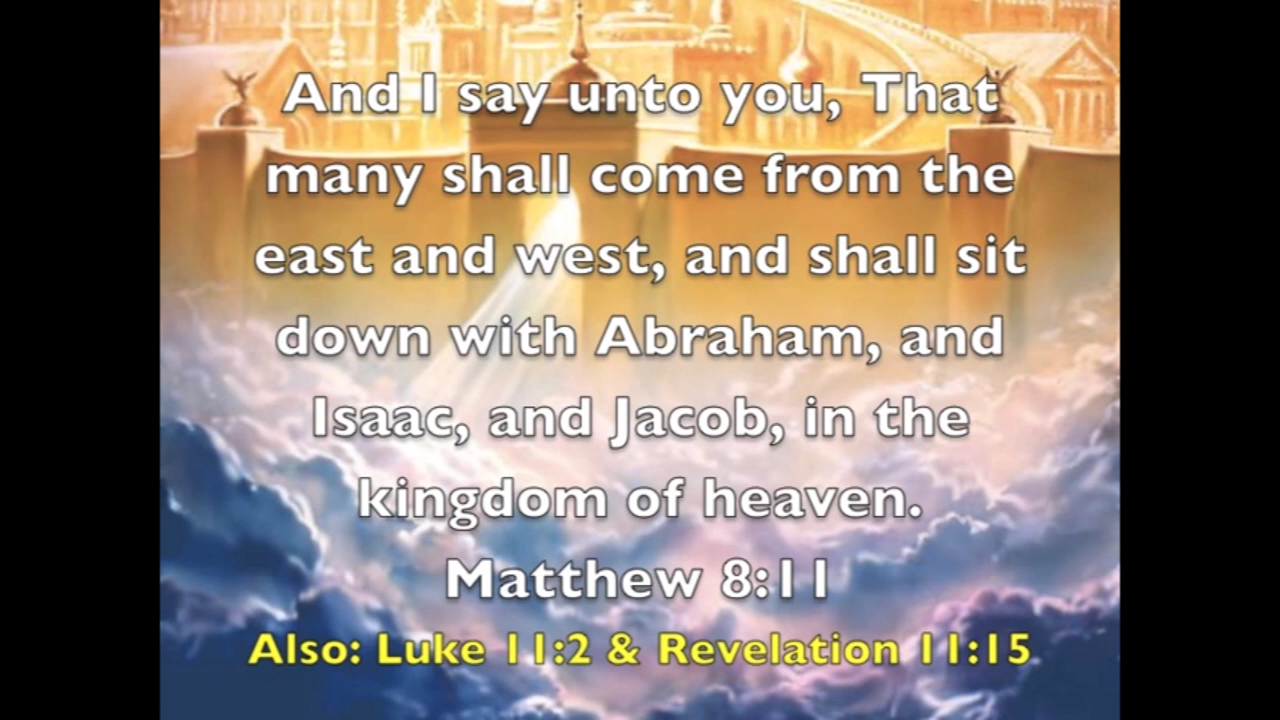 And I say unto you, That
many shall come from the
east and west, and shall sit
down with Abraham, and
Isaac, and Jacob, in the
kingdom of heaven.
Matthew 8:11
Also: Luke 11:2 & Revelation 11:15